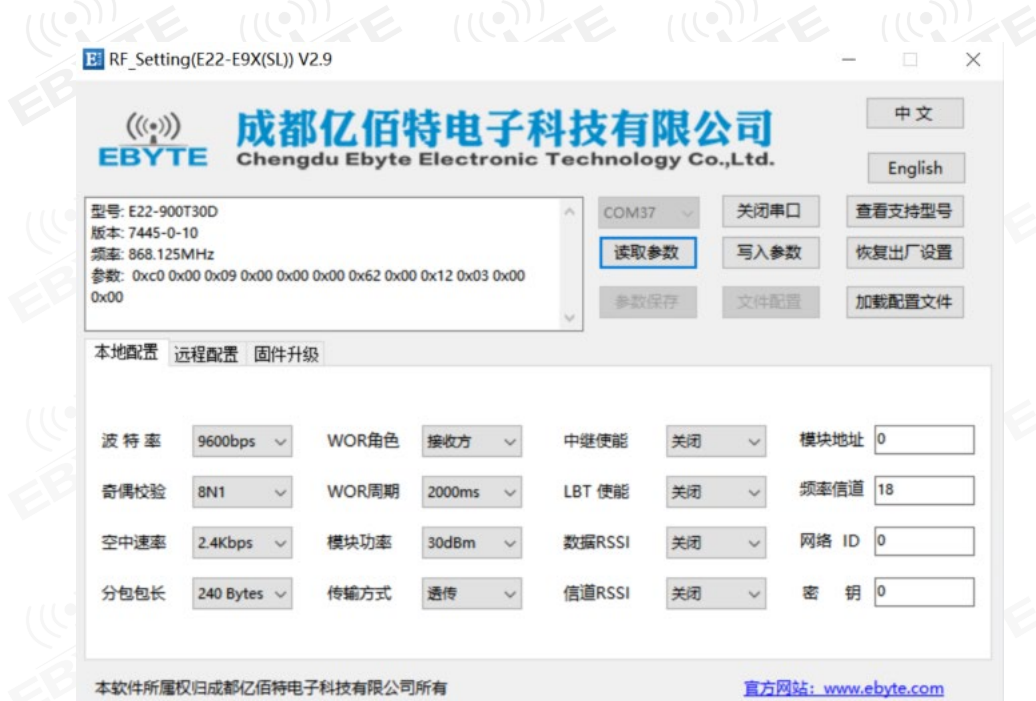 RF_Setting(E22-E9X(SL)) V2.9
EBYTE
成都亿佰特电子科技有限公司
Chengdu Ebyte Electronic Technology Co.,Ltd.
中文
English
型号: E22-900T30D
版本: 7445-0-10
频率: 868.125MHz
参数: 0xc0 0x00 0x09 0x00 0x00 0x00 0x62 0x00 0x12 0x03 0x00
0x00
COM37 关闭串口 查看支持型号
读取参数 写入参数 恢复出厂设置
参数保存 文件配置 加载配置文件
本地配置 远程配置 固件升级
波特率 9600bps WOR角色 接收方 中继使能 关闭 模块地址 0
奇偶校验 8N1 WOR周期 2000ms LBT 使能 关闭 频率信道 18
空中速率 2.4Kbps 模块功率 30dBm 数据RSSI 关闭 网络 ID 0
分包包长 240 Bytes 传输方式 透传 信道RSSI 关闭 密 钥 0
本软件所属权归成都亿佰特电子科技有限公司所有 官方网站: www.ebyte.com